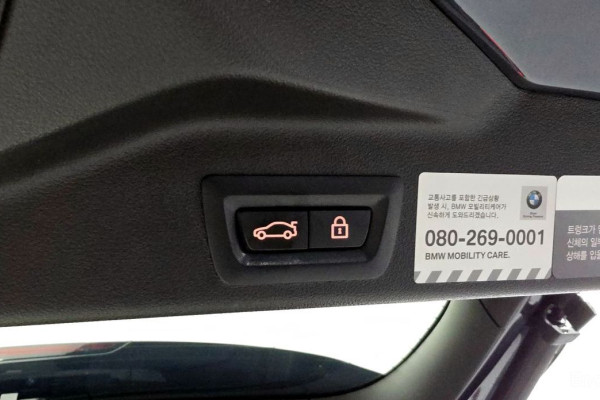 교통사고를 포함한 긴급상황
발생 시, BMW 모빌리티케어가
신속하게 도와드리겠습니다.
080-269-0001
BMW MOBILITY CARE.
트렁크가
신체의 일부
상해를 입을